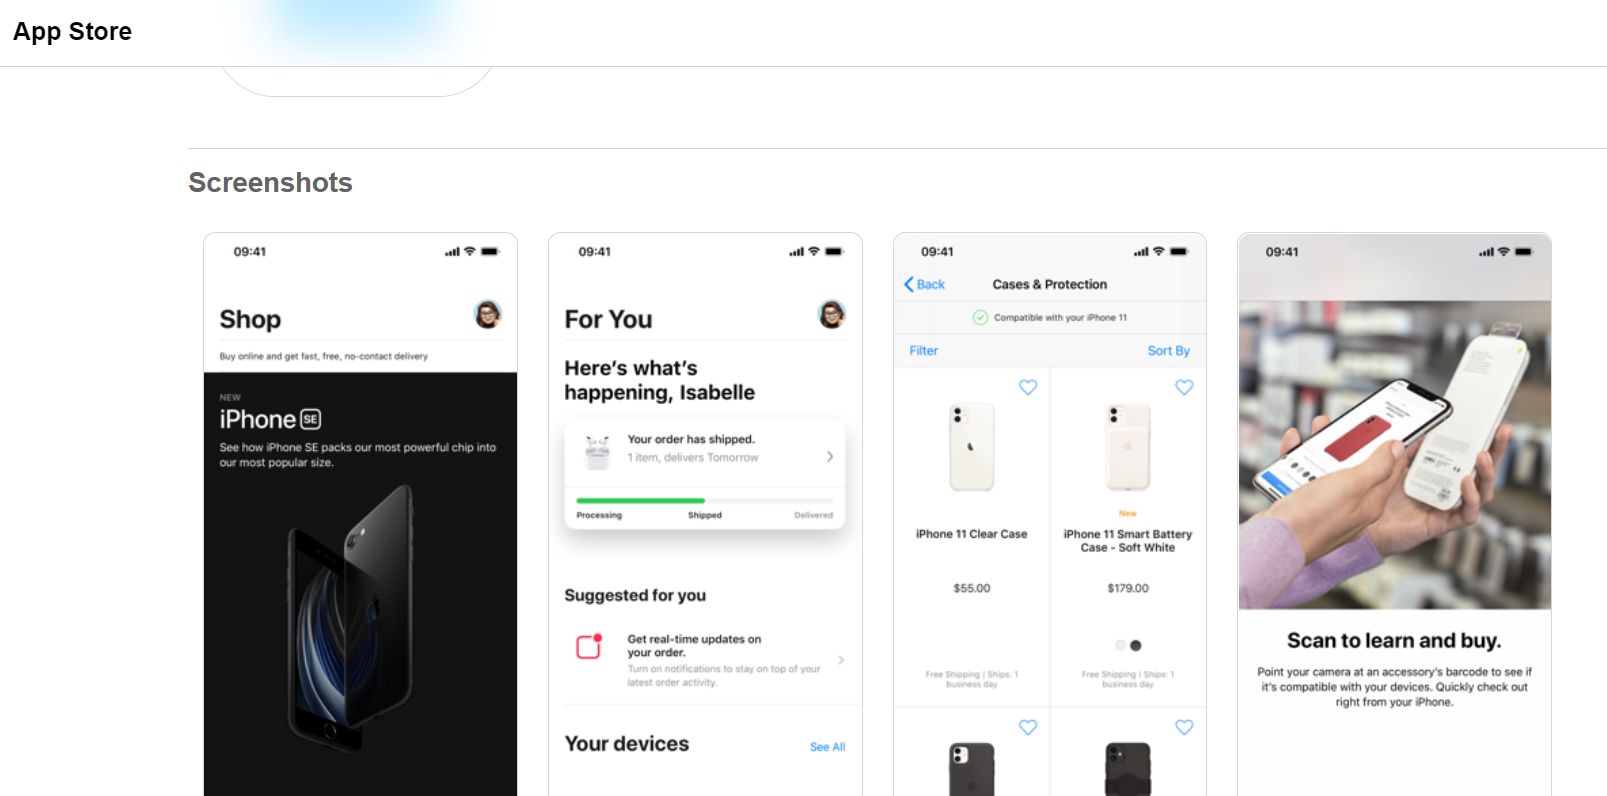 App Store
Screenshots
09:41
Shop
Buy online and get fast, free, no-contact delivery
NEW
iPhone SE
See how iPhone SE packs our most powerful chip into
our most popular size.
09:41
For You
Here's what's
happening, Isabelle
Your order has shipped.
1 item, delivers Tomorrow
Processing
Shipped
Delivered
Suggested for you
Get real-time updates on
your order.
Turn on notifications to stay on top of your
latest order activity.
Your devices
See All
09:41
Back
Cases & Protection
Compatible with your iPhone 11
Filter
Sort By
iPhone 11 Clear Case
$55.00
Free Shipping | Ships: 1
business day
New
iPhone 11 Smart Battery
Case - Soft White
$179.00
Free Shipping | Ships: 1
business day
09:41
Scan to learn and buy.
Point your camera at an accessory's barcode to see if
it's compatible with your devices. Quickly check out
right from your iPhone.